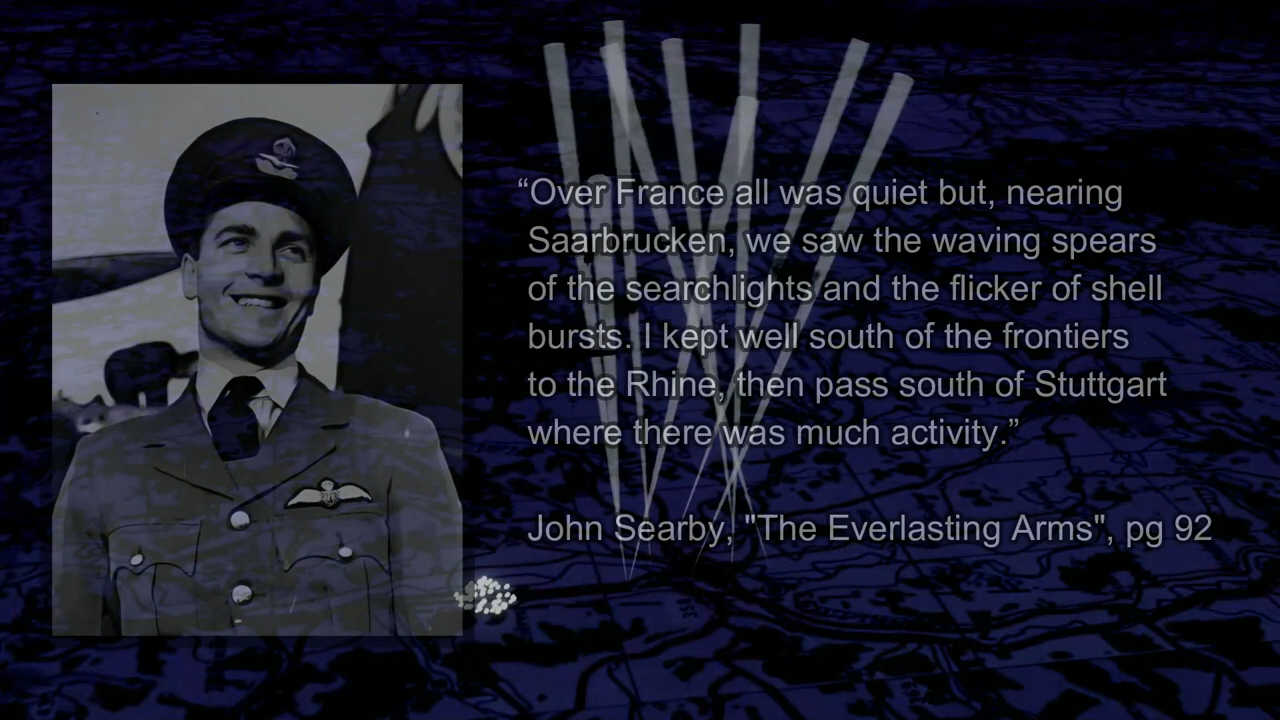 “Over France all was quiet but, nearing
Saarbrucken, we saw the waving spears
of the searchlights and the flicker of shell
bursts. I kept well south of the frontiers
to the Rhine, then pass south of Stuttgart
where there was much activity.”
John Searby, "The Everlasting Arms", pg 92